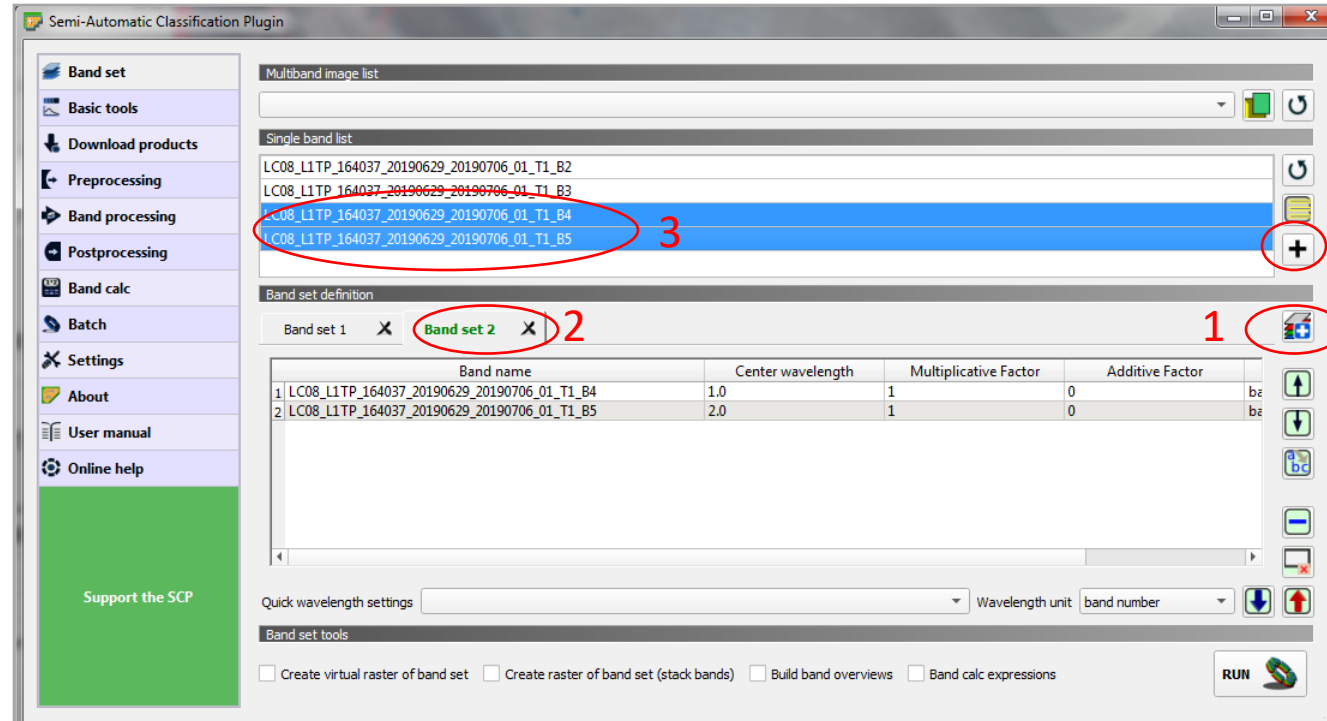 Semi-Automatic Classification Plugin
Band set
Basic tools
Download products
Preprocessing
Band processing
Postprocessing
Band calc
Batch
Settings
About
User manual
Online help
Support the SCP
Multiband image list
Single band list
LC08_L1TP_164037_20190629_20190706_01_T1_B2
LC08_L1TP_164037_20190629_20190706_01_T1_B3
LC08_L1TP_164037_20190629_20190706_01_T1_B4
LC08_L1TP_164037_20190629_20190706_01_T1_B5
3
Band set definition
Band set 1 Band set 2 2 1
Band name Center wavelength Multiplicative Factor Additive Factor
1 LC08_L1TP_164037_20190629_20190706_01_T1_B4 1.0 1 0 ba
2 LC08_L1TP_164037_20190629_20190706_01_T1_B5 2.0 1 0 ba
a bc
Quick wavelength settings Wavelength unit band number
Band set tools
Create virtual raster of band set Create raster of band set (stack bands) Build band overviews Band calc expressions RUN